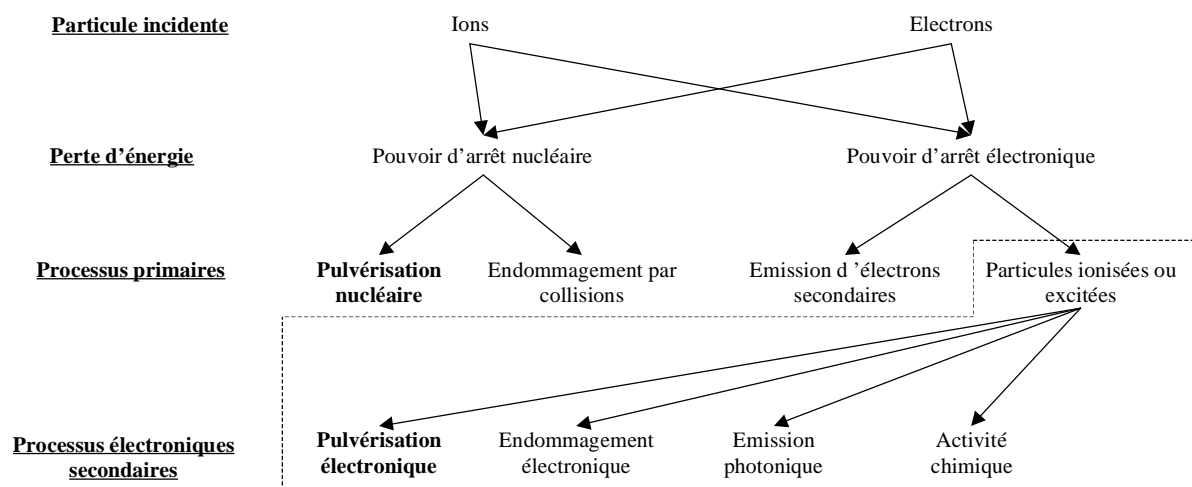 Particule incidente
Ions
Electrons
Perte d’énergie
Pouvoir d’arrêt nucléaire
Pouvoir d’arrêt électronique
Processus primaires
Pulvérisation
nucléaire
Endommagement par
collisions
Emission d ’électrons
secondaires
Particules ionisées ou
excitées
Processus électroniques
secondaires
Pulvérisation
électronique
Endommagement
électronique
Emission
photonique
Activité
chimique